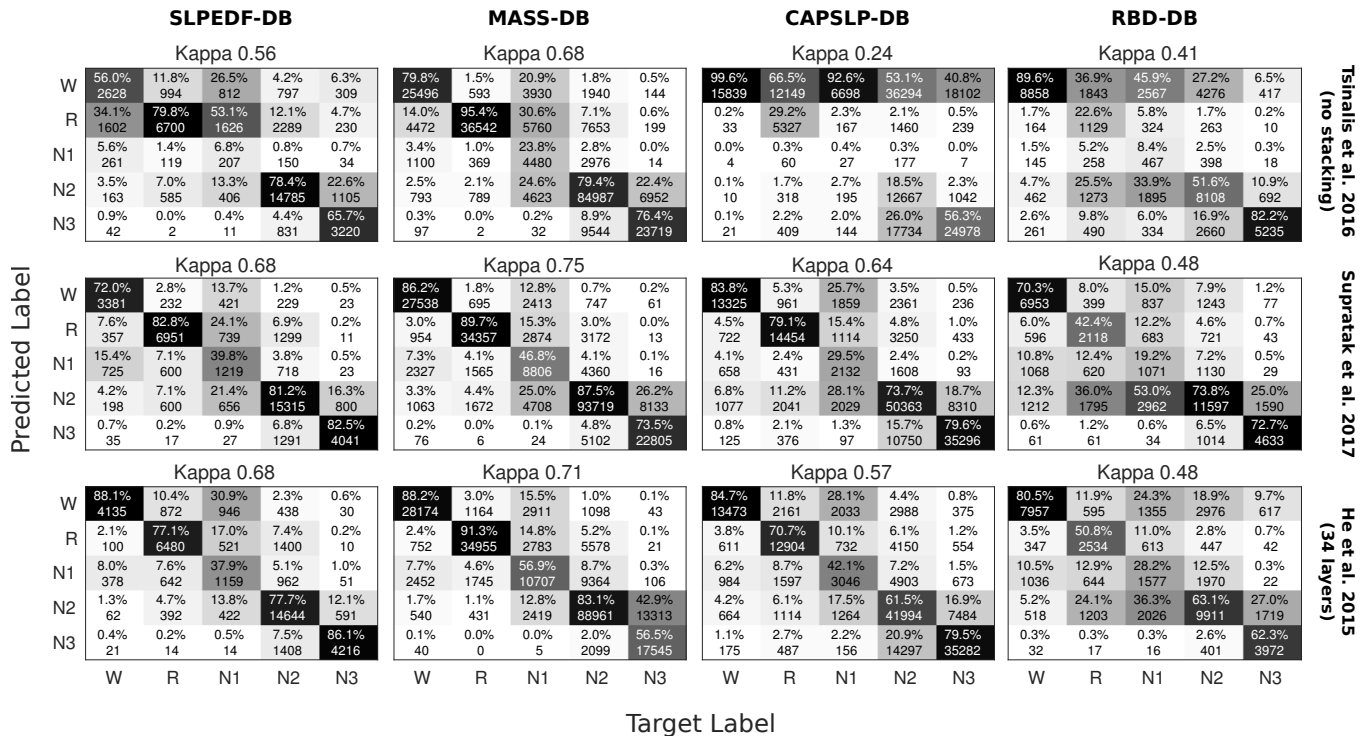 SLPEDF-DB MASS-DB CAPSLP-DB RBD-DB
Kappa 0.56 Kappa 0.68 Kappa 0.24 Kappa 0.41
W 56.0% 11.8% 26.5% 4.2% 6.3% 79.8% 1.5% 20.9% 1.8% 0.5% 99.6% 66.5% 92.6% 53.1% 40.8% 89.6% 36.9% 45.9% 27.2% 6.5%
2628 994 812 797 309 25496 593 3930 1940 144 15839 12149 6698 36294 18102 8858 1843 2567 4276 417
R 34.1% 79.8% 53.1% 12.1% 4.7% 14.0% 95.4% 30.6% 7.1% 0.6% 0.2% 29.2% 2.3% 2.1% 0.5% 1.7% 22.6% 5.8% 1.7% 0.2%
1602 6700 1626 2289 230 4472 36542 5760 7653 199 33 5327 167 1460 239 164 1129 324 263 10
N1 5.6% 1.4% 6.8% 0.8% 0.7% 3.4% 1.0% 23.8% 2.8% 0.0% 0.0% 0.3% 0.4% 0.3% 0.0% 1.5% 5.2% 8.4% 2.5% 0.3%
261 119 207 150 34 1100 369 4480 2976 14 4 60 27 177 7 145 258 467 398 18
N2 3.5% 7.0% 13.3% 78.4% 22.6% 2.5% 2.1% 24.6% 79.4% 22.4% 0.1% 1.7% 2.7% 18.5% 2.3% 4.7% 25.5% 33.9% 51.6% 10.9%
163 585 406 14785 1105 793 789 4623 84987 6952 10 318 195 12667 1042 462 1273 1895 8108 692
N3 0.9% 0.0% 0.4% 4.4% 65.7% 0.3% 0.0% 0.2% 8.9% 76.4% 0.1% 2.2% 2.0% 26.0% 56.3% 2.6% 9.8% 6.0% 16.9% 82.2%
42 2 11 831 3220 97 2 32 9544 23719 21 409 144 17734 24978 261 490 334 2660 5235
Tsinalis et al. 2016
(no stacking)
Kappa 0.68 Kappa 0.75 Kappa 0.64 Kappa 0.48
W 72.0% 2.8% 13.7% 1.2% 0.5% 86.2% 1.8% 12.8% 0.7% 0.2% 83.8% 5.3% 25.7% 3.5% 0.5% 70.3% 8.0% 15.0% 7.9% 1.2%
3381 232 421 229 23 27538 695 2413 747 61 13325 961 1859 2361 236 6953 399 837 1243 77
R 7.6% 82.8% 24.1% 6.9% 0.2% 3.0% 89.7% 15.3% 3.0% 0.0% 4.5% 79.1% 15.4% 4.8% 1.0% 6.0% 42.4% 12.2% 4.6% 0.7%
357 6951 739 1299 11 954 34357 2874 3172 13 722 14454 1114 3250 433 596 2118 683 721 43
N1 15.4% 7.1% 39.8% 3.8% 0.5% 7.3% 4.1% 46.8% 4.1% 0.1% 4.1% 2.4% 29.5% 2.4% 0.2% 10.8% 12.4% 19.2% 7.2% 0.5%
725 600 1219 718 23 2327 1565 8806 4360 16 658 431 2132 1608 93 1068 620 1071 1130 29
N2 4.2% 7.1% 21.4% 81.2% 16.3% 3.3% 4.4% 25.0% 87.5% 26.2% 6.8% 11.2% 28.1% 73.7% 18.7% 12.3% 36.0% 53.0% 73.8% 25.0%
198 600 656 15315 800 1063 1672 4708 93719 8133 1077 2041 2029 50363 8310 1212 1795 2962 11597 1590
N3 0.7% 0.2% 0.9% 6.8% 82.5% 0.2% 0.0% 0.1% 4.8% 73.5% 0.8% 2.1% 1.3% 15.7% 79.6% 0.6% 1.2% 0.6% 6.5% 72.7%
35 17 27 1291 4041 76 6 24 5102 22805 125 376 97 10750 35296 61 61 34 1014 4633
Supratak et al. 2017
Predicted Label
Kappa 0.68 Kappa 0.71 Kappa 0.57 Kappa 0.48
W 88.1% 10.4% 30.9% 2.3% 0.6% 88.2% 3.0% 15.5% 1.0% 0.1% 84.7% 11.8% 28.1% 4.4% 0.8% 80.5% 11.9% 24.3% 18.9% 9.7%
4135 872 946 438 30 28174 1164 2911 1098 43 13473 2161 2033 2988 375 7957 595 1355 2976 617
R 2.1% 77.1% 17.0% 7.4% 0.2% 2.4% 91.3% 14.8% 5.2% 0.1% 3.8% 70.7% 10.1% 6.1% 1.2% 3.5% 50.8% 11.0% 2.8% 0.7%
100 6480 521 1400 10 752 34955 2783 5578 21 611 12904 732 4150 554 347 2534 613 447 42
N1 8.0% 7.6% 37.9% 5.1% 1.0% 7.7% 4.6% 56.9% 9.4% 0.3% 6.2% 8.7% 42.1% 7.2% 1.5% 10.5% 12.9% 28.2% 12.5% 0.3%
378 642 1159 962 51 2452 1745 10707 9364 106 984 1597 3046 4903 673 1036 644 1577 1970 22
N2 1.3% 4.7% 13.8% 77.7% 12.1% 1.7% 1.1% 12.8% 83.1% 42.9% 4.2% 6.1% 17.5% 61.5% 16.9% 5.2% 24.1% 36.3% 63.1% 27.0%
62 392 422 14644 591 540 431 2419 88961 13313 664 1114 1264 41994 7484 518 1203 2026 9911 1719
N3 0.4% 0.2% 0.5% 7.5% 86.1% 0.1% 0.0% 0.0% 2.0% 56.5% 1.1% 2.7% 2.2% 20.9% 79.5% 0.3% 0.3% 0.3% 2.6% 62.3%
21 14 14 1408 4216 40 0 5 2099 17545 175 487 156 14297 35282 32 17 16 401 3972
He et al. 2015
(34 layers)
W R N1 N2 N3 W R N1 N2 N3 W R N1 N2 N3 W R N1 N2 N3
Target Label